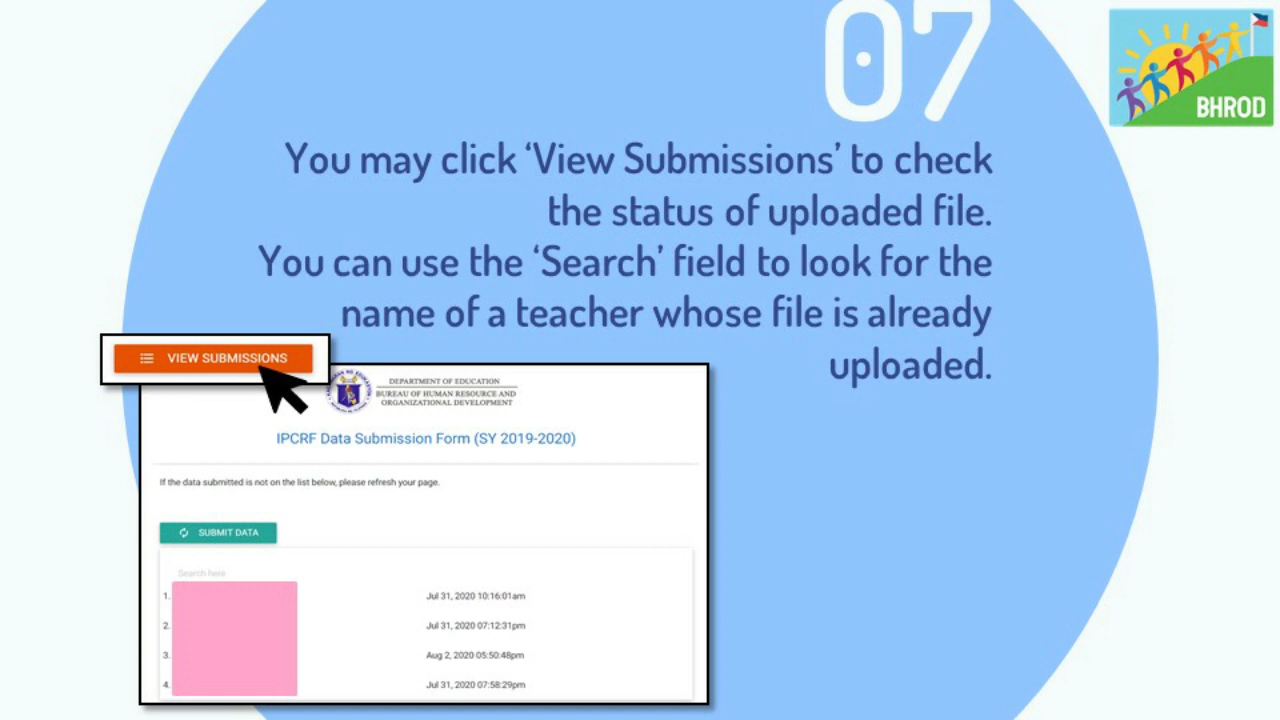 07
BHROD
You may click ‘View Submissions’ to check
the status of uploaded file.
You can use the ‘Search’ field to look for the
name of a teacher whose file is already
uploaded.
VIEW SUBMISSIONS
DEPARTMENT OF EDUCATION
BUREAU OF HUMAN RESOURCE AND
ORGANIZATIONAL DEVELOPMENT
IPCRF Data Submission Form (SY 2019-2020)
If the data submitted is not on the list below, please refresh your page.
SUBMIT DATA
Search here
1. Jul 31, 2020 10:16:01am
2. Jul 31, 2020 07:12:31pm
3. Aug 2, 2020 05:50:48pm
4. Jul 31, 2020 07:58:29pm